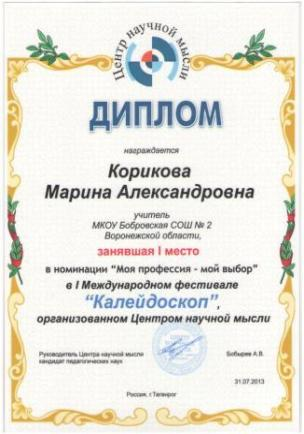 Центр научной мысли
ДИПЛОМ
награждается
Корикова
Марина Александровна
учитель
МКОУ Бобровская СОШ № 2
Воронежской области,
занявшая I место
в номинации "Моя профессия - мой выбор"
в I Международном фестивале
"Калейдоскоп",
организованном Центром научной мысли
Руководитель Центра научной мысли
кандидат педагогических наук
Бобырев А.В.
31.07.2013
Россия, г.Таганрог